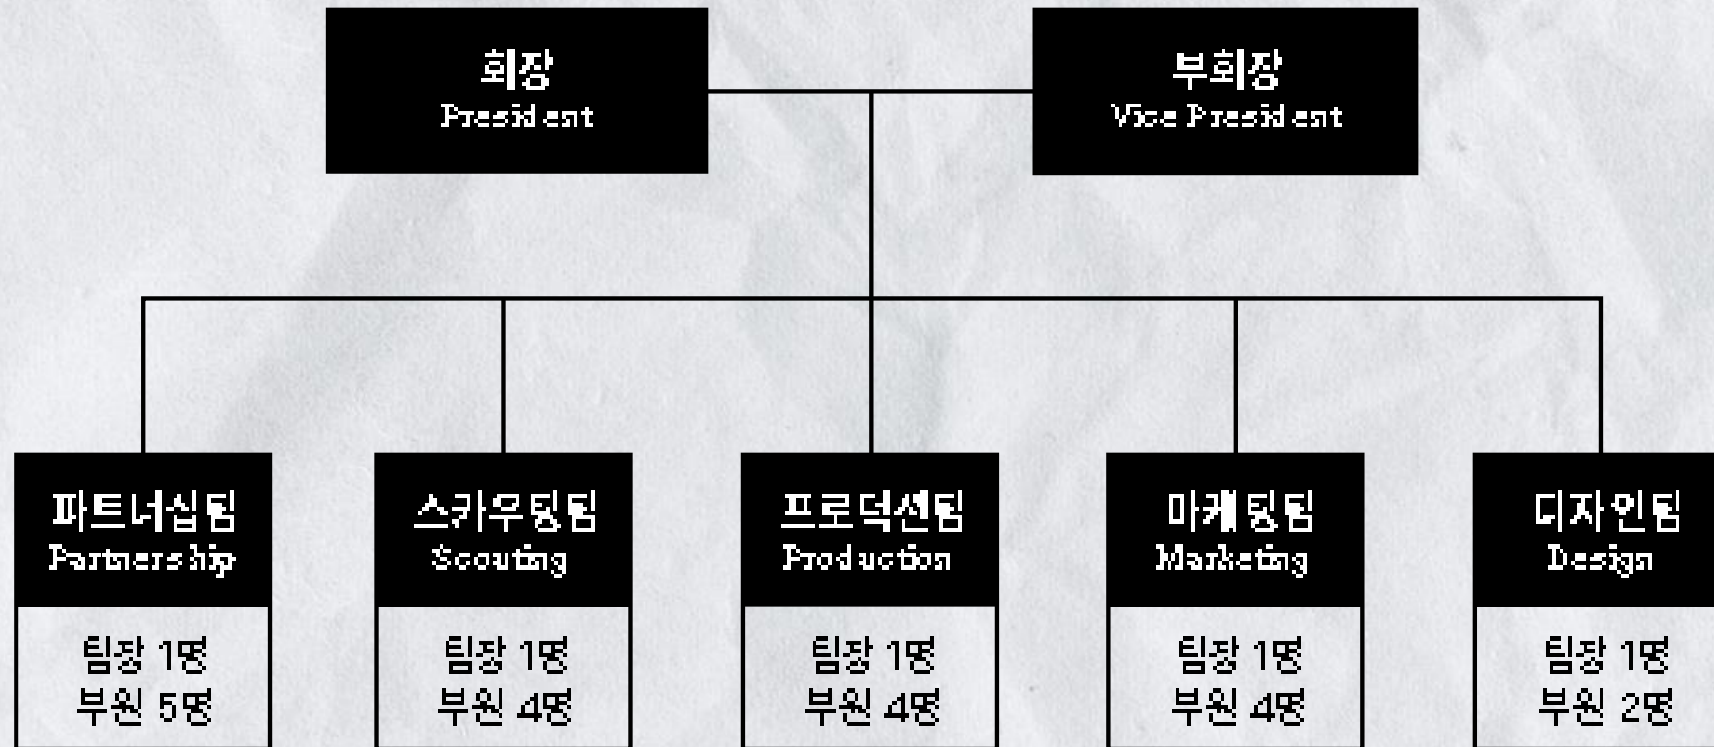 회장
President
부회장
Vice President
파트너십팀
Partnership
스카우팅팀
Scouting
프로덕션팀
Production
마케팅팀
Marketing
디자인팀
Design
팀장 1명
부원 5명
팀장 1명
부원 4명
팀장 1명
부원 4명
팀장 1명
부원 4명
팀장 1명
부원 2명